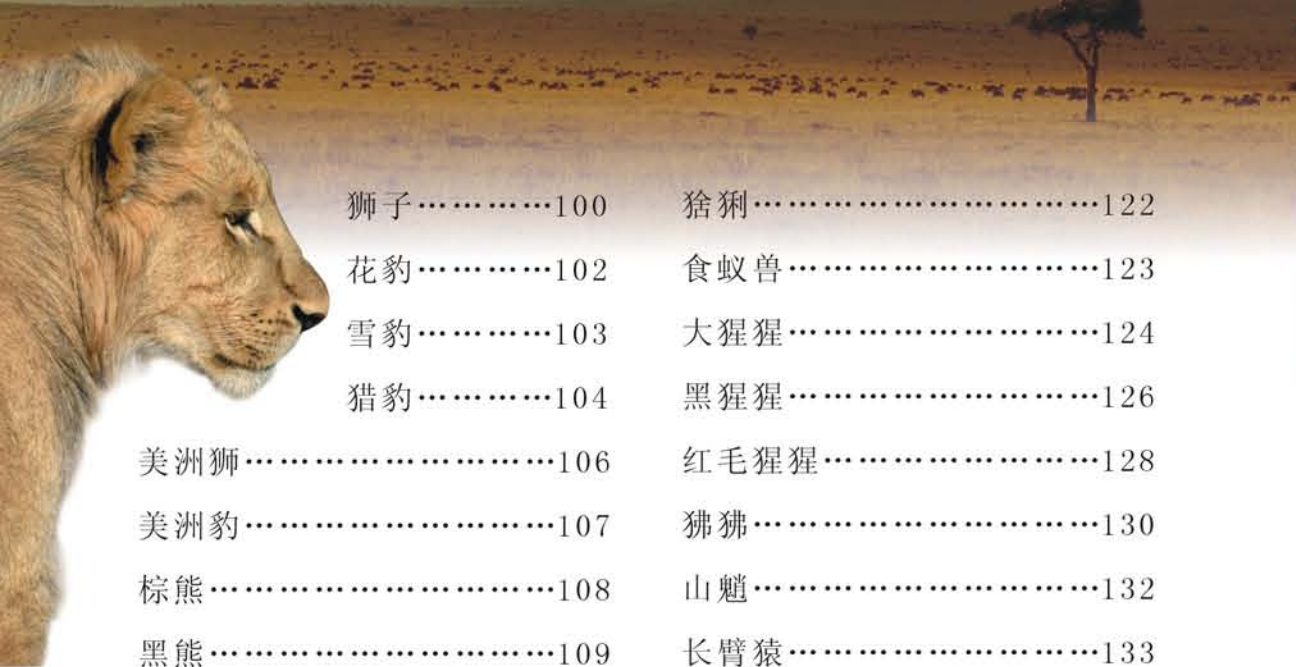 狮子…………100
花豹…………102
雪豹…………103
猎豹…………104
美洲狮…………………………106
美洲豹…………………………107
棕熊……………………………108
黑熊……………………………109
猞猁……………………………122
食蚁兽…………………………123
大猩猩…………………………124
黑猩猩…………………………126
红毛猩猩………………………128
狒狒……………………………130
山魈……………………………132
长臂猿…………………………133